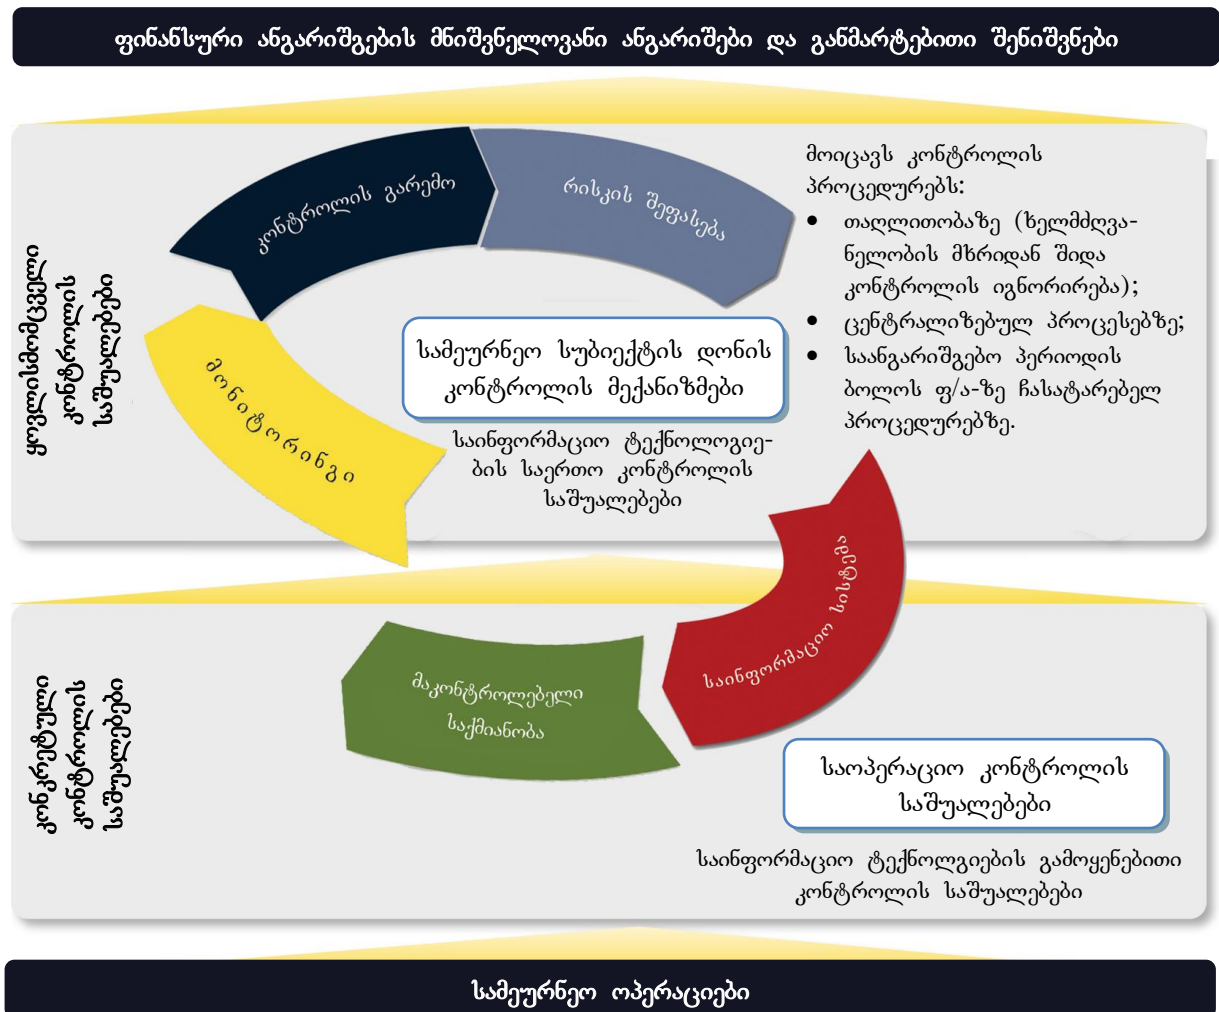 ფინანსური ანგარიშგების მნიშვნელოვანი ანგარიშები და განმარტებითი შენიშვნები
ყოვლისმომცველი
კონტროლის
საშუალებები
კონტროლის გარემო
რისკის შეფასება
მოიცავს კონტროლის
პროცედურებს:
• თაღლითობაზე (ხელმძღვა-
ნელობის მხრიდან შიდა
კონტროლის იგნორირება);
• ცენტრალიზებულ პროცესებზე;
• საანგარიშგებო პერიოდის
ბოლოს ფ/ა-ზე ჩასატარებელ
პროცედურებზე.
მონიტორინგი
სამეურნეო სუბიექტის დონის
კონტროლის მექანიზმები
საინფორმაციო ტექნოლოგიე-
ბის საერთო კონტროლის
საშუალებები
საინფორმაციო სისტემა
კონკრეტული
კონტროლის
საშუალებები
მაკონტროლებელი
საქმიანობა
საოპერაციო კონტროლის
საშუალებები
საინფორმაციო ტექნოლგიების გამოყენებითი
კონტროლის საშუალებები
სამეურნეო ოპერაციები